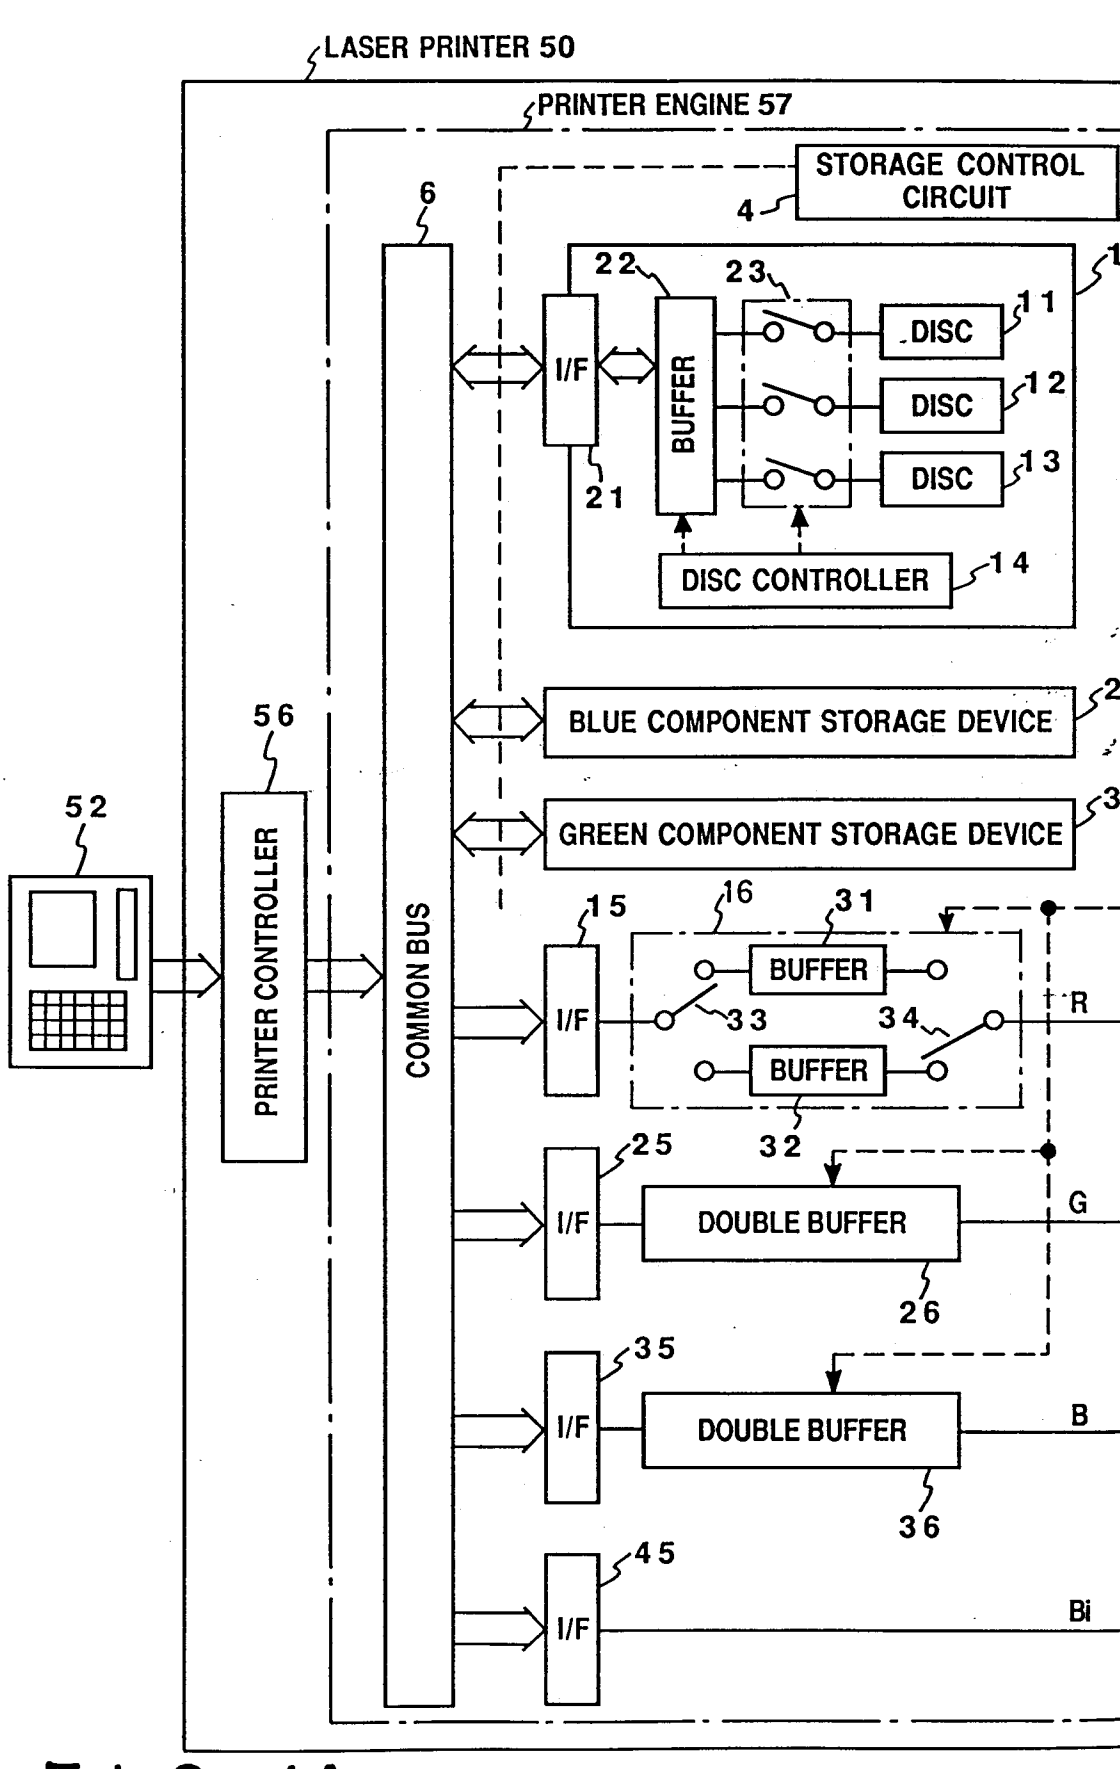 LASER PRINTER 50
PRINTER ENGINE 57
STORAGE CONTROL
CIRCUIT
4
6
1
22
23
11
DISC
I/F
BUFFER
12
DISC
13
DISC
21
14
DISC CONTROLLER
2
BLUE COMPONENT STORAGE DEVICE
56
3
GREEN COMPONENT STORAGE DEVICE
52
PRINTER CONTROLLER
COMMON BUS
15
16
31
BUFFER
I/F
33
34
R
BUFFER
32
25
I/F
DOUBLE BUFFER
G
26
35
I/F
DOUBLE BUFFER
B
36
45
I/F
Bi